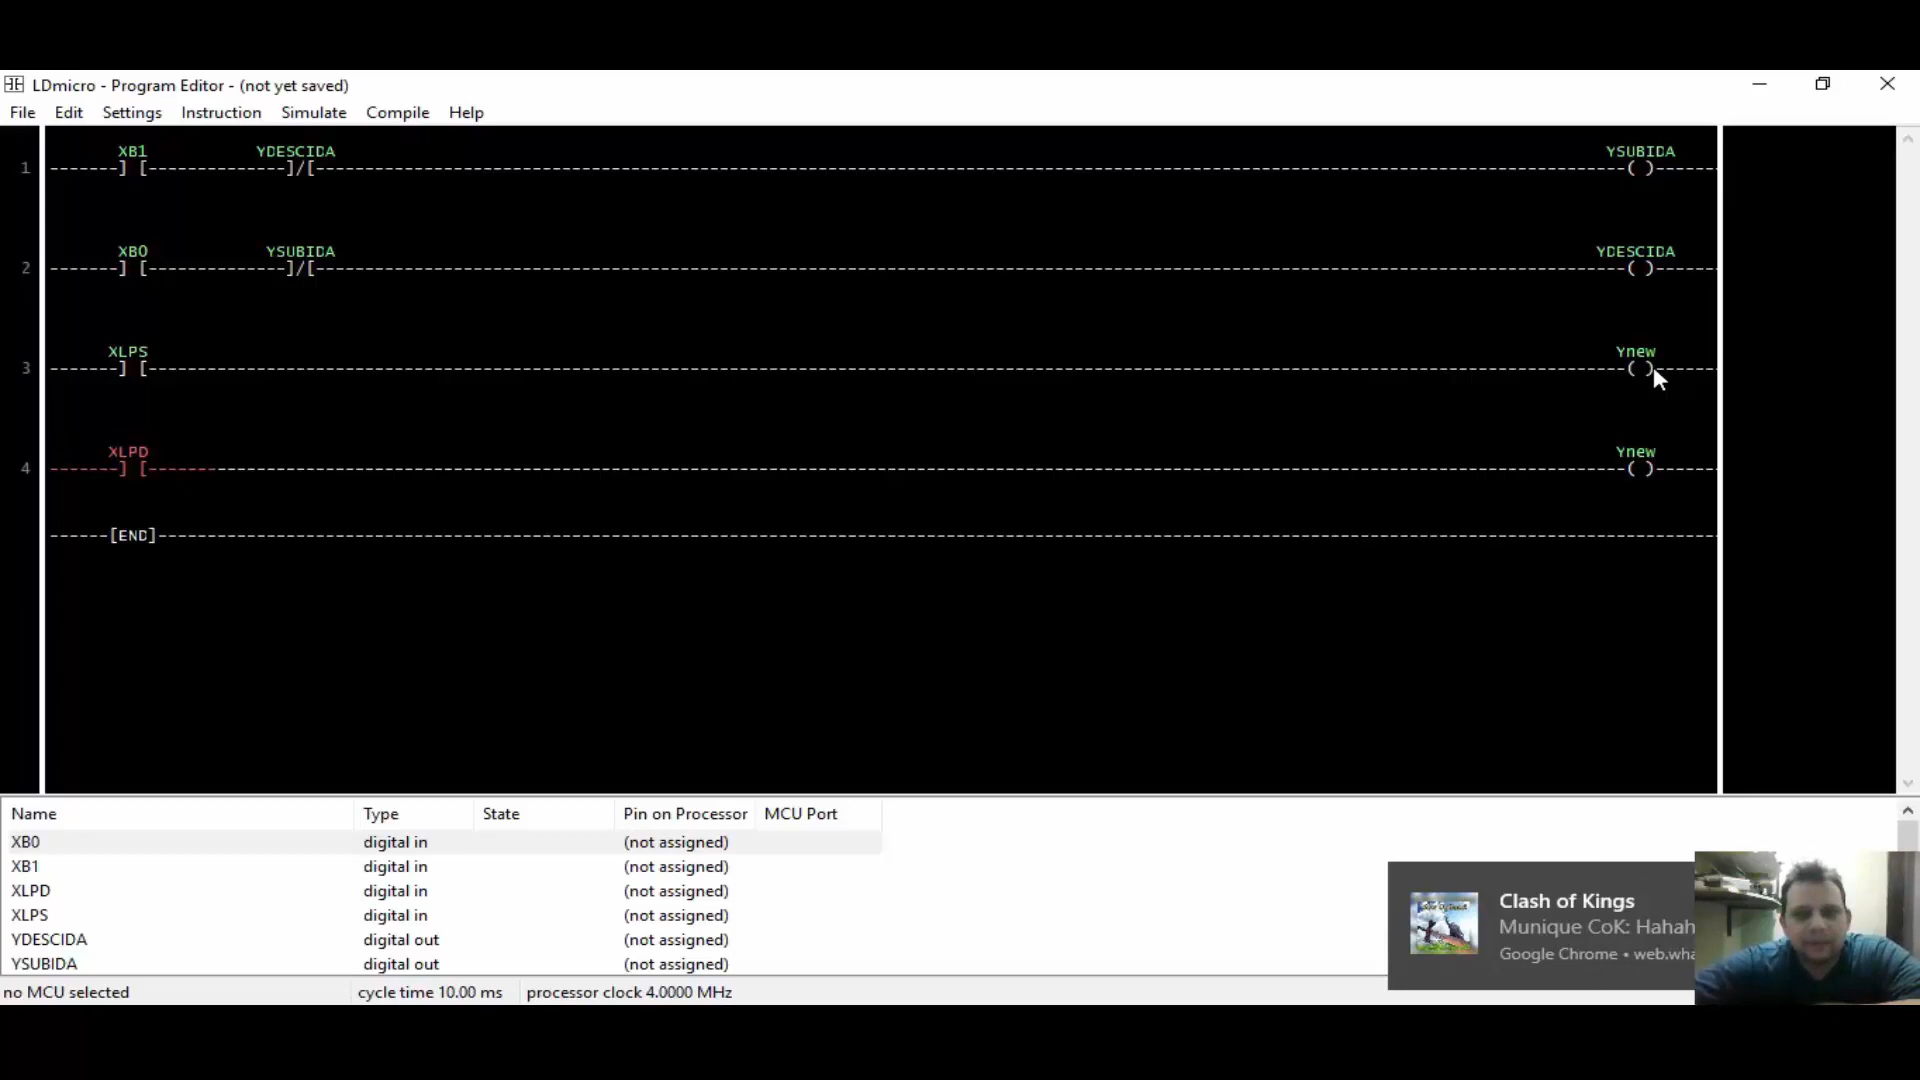 LDmicro - Program Editor - (not yet saved)
File Edit Settings Instruction Simulate Compile Help
XB1 YDESCIDA YSUBIDA
1 ------] [--------------]/[------( )------
XB0 YSUBIDA YDESCIDA
2 ------] [--------------]/[------( )------
XLPS Ynew
3 ------] [------( )------
XLPD Ynew
4 ------] [------( )------
------[END]------
Name Type State Pin on Processor MCU Port
XB0 digital in (not assigned)
XB1 digital in (not assigned)
XLPD digital in (not assigned)
XLPS digital in (not assigned)
YDESCIDA digital out (not assigned)
YSUBIDA digital out (not assigned)
no MCU selected cycle time 10.00 ms processor clock 4.0000 MHz
Clash of Kings
Munique CoK: Hahah
Google Chrome • web.wha